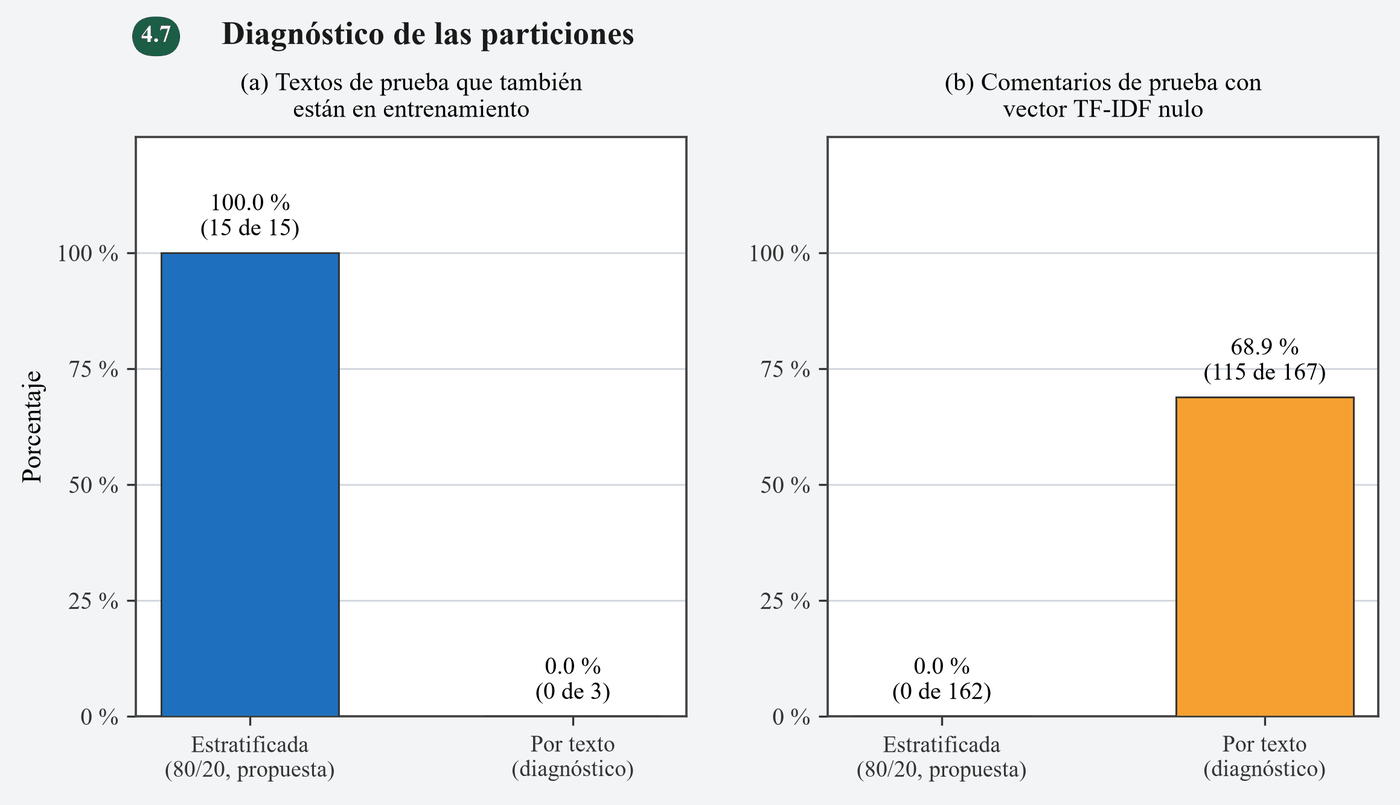 4.7 Diagnóstico de las particiones
(a) Textos de prueba que también
están en entrenamiento
Porcentaje
100 %
75 %
50 %
25 %
0 %
100.0 %
(15 de 15)
0.0 %
(0 de 3)
Estratificada
(80/20, propuesta)
Por texto
(diagnóstico)
(b) Comentarios de prueba con
vector TF-IDF nulo
100 %
75 %
50 %
25 %
0 %
0.0 %
(0 de 162)
68.9 %
(115 de 167)
Estratificada
(80/20, propuesta)
Por texto
(diagnóstico)